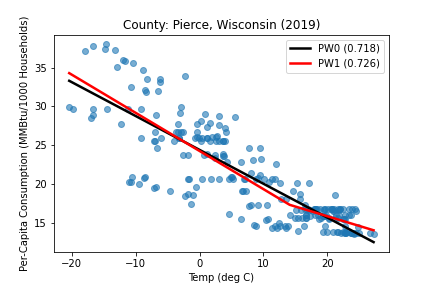 County: Pierce, Wisconsin (2019)
PW0 (0.718)
PW1 (0.726)
Per-Capita Consumption (MMBtu/1000 Households)
35
30
25
20
15
−20 −10 0 10 20
Temp (deg C)